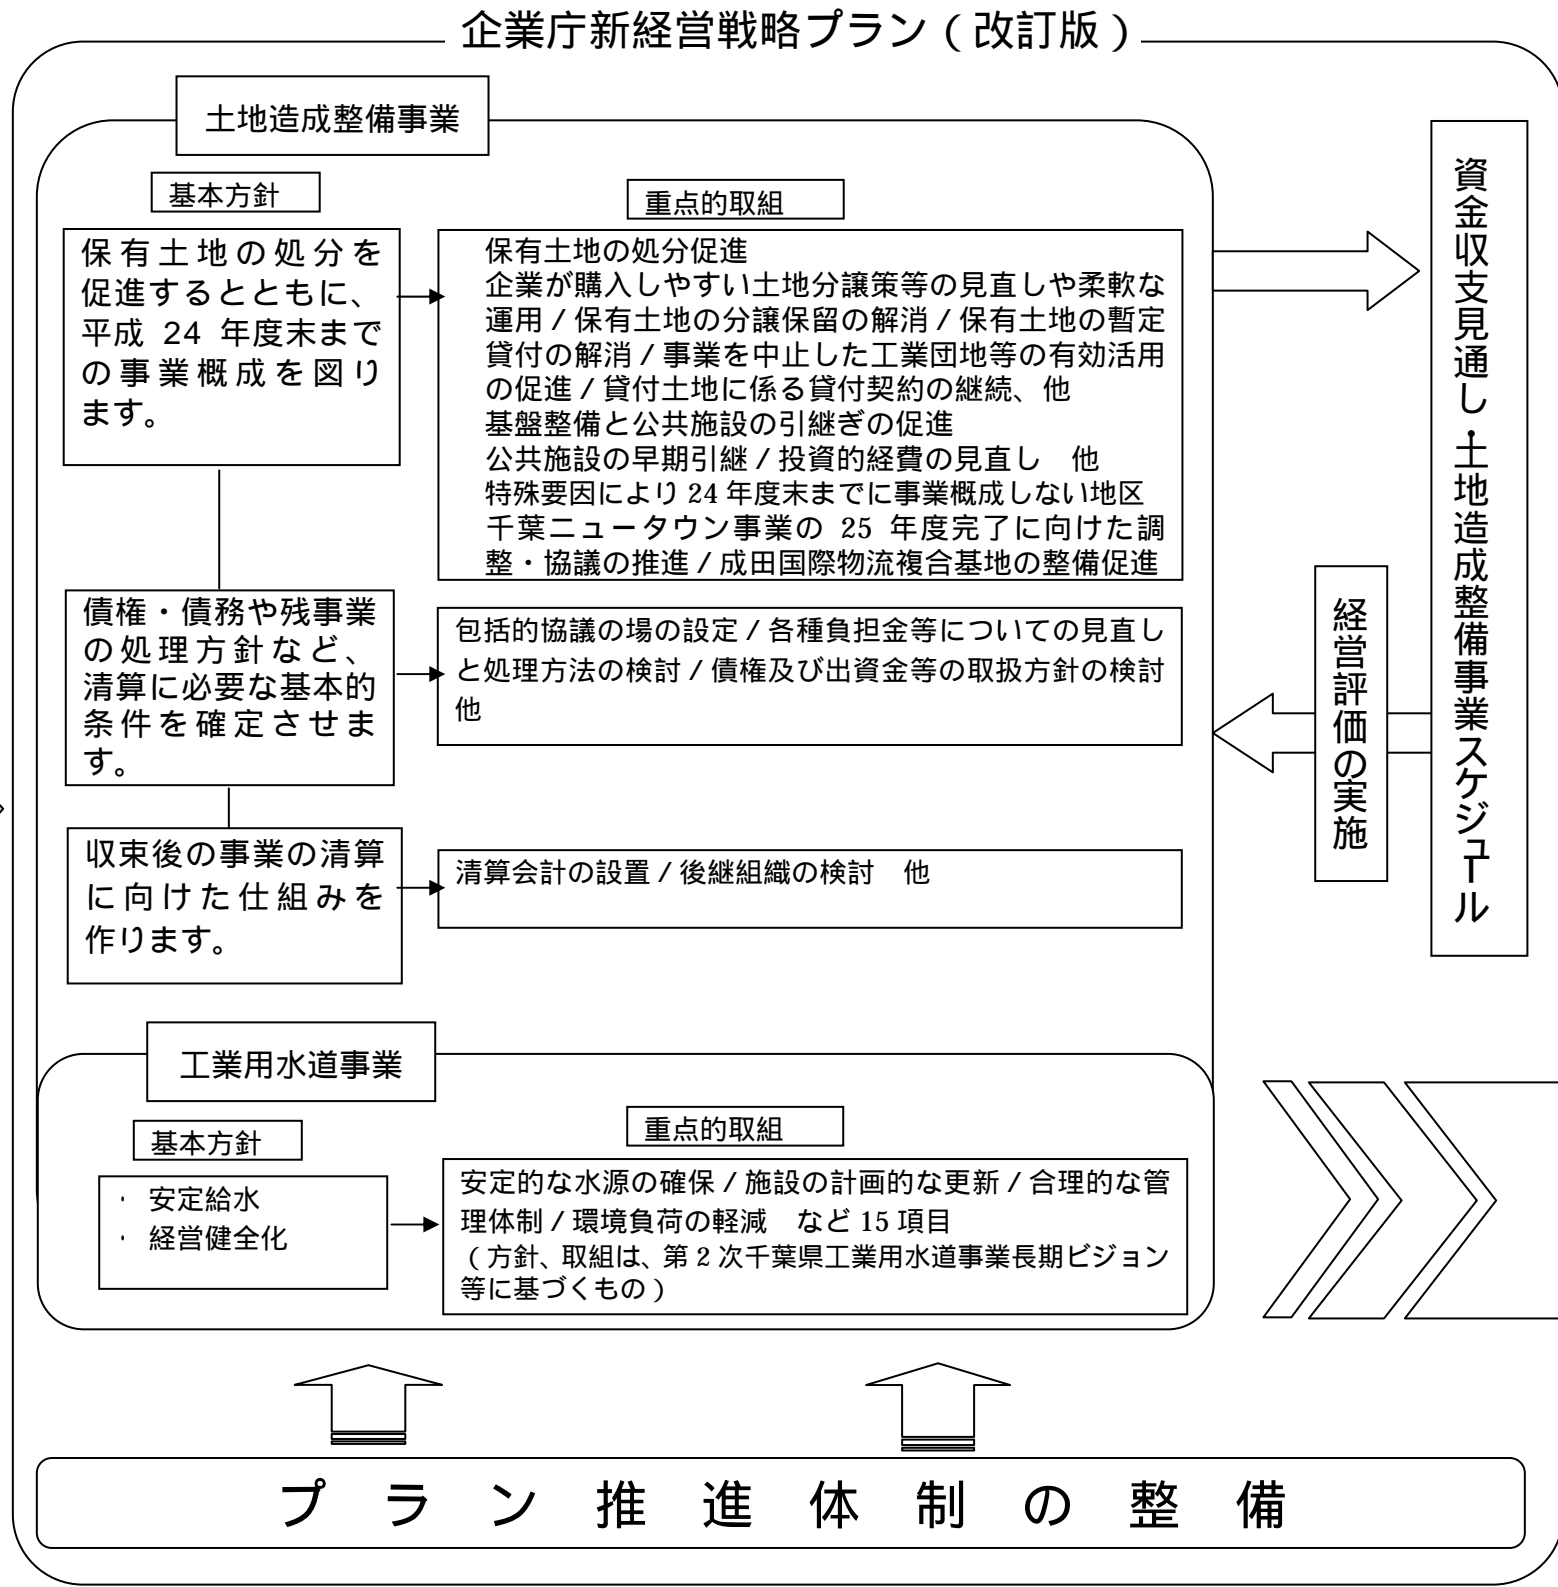 企業庁新経営戦略プラン（改訂版）
土地造成整備事業
基本方針
重点的取組
保有土地の処分を
促進するとともに、
平成 24 年度末まで
の事業概成を図り
ます。
保有土地の処分促進
企業が購入しやすい土地分譲策等の見直しや柔軟な
運用／保有土地の分譲保留の解消／保有土地の暫定
貸付の解消／事業を中止した工業団地等の有効活用
の促進／貸付土地に係る貸付契約の継続、他
基盤整備と公共施設の引継ぎの促進
公共施設の早期引継／投資的経費の見直し　他
特殊要因により 24 年度末までに事業概成しない地区
千葉ニュータウン事業の 25 年度完了に向けた調
整・協議の推進／成田国際物流複合基地の整備促進
債権・債務や残事業
の処理方針など、
清算に必要な基本的
条件を確定させま
す。
包括的協議の場の設定／各種負担金等についての見直し
と処理方法の検討／債権及び出資金等の取扱方針の検討
他
収束後の事業の清算
に向けた仕組みを
作ります。
清算会計の設置／後継組織の検討　他
資金収支見通し・土地造成整備事業スケジュール
経営評価の実施
工業用水道事業
基本方針
重点的取組
・ 安定給水
・ 経営健全化
安定的な水源の確保／施設の計画的な更新／合理的な管
理体制／環境負荷の軽減　など 15 項目
（方針、取組は、第２次千葉県工業用水道事業長期ビジョン
等に基づくもの）
プラン推進体制の整備